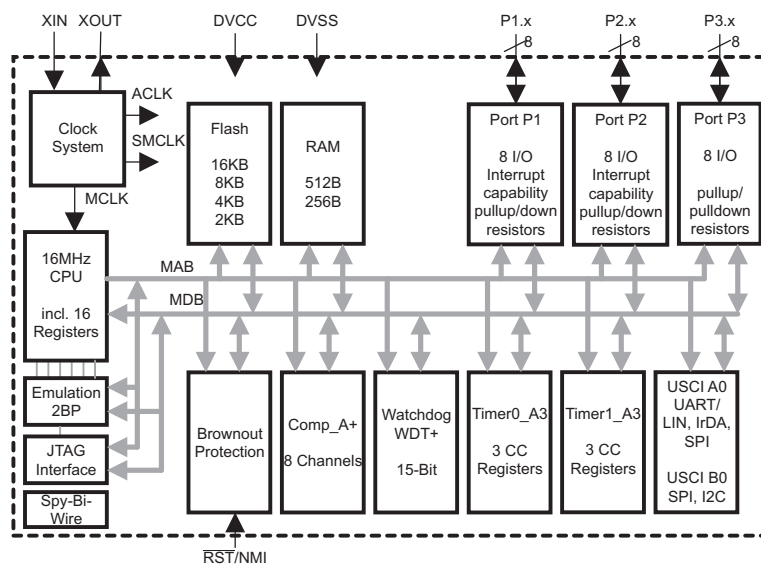 XIN XOUT DVCC DVSS P1.x P2.x P3.x
8 8 8
ACLK
SMCLK
MCLK
Clock
System
Flash
16KB
8KB
4KB
2KB
RAM
512B
256B
Port P1
8 I/O
Interrupt
capability
pullup/down
resistors
Port P2
8 I/O
Interrupt
capability
pullup/down
resistors
Port P3
8 I/O
pullup/
pulldown
resistors
16MHz
CPU
incl. 16
Registers
MAB
MDB
Emulation
2BP
JTAG
Interface
Spy-Bi-
Wire
Brownout
Protection
Comp_A+
8 Channels
Watchdog
WDT+
15-Bit
Timer0_A3
3 CC
Registers
Timer1_A3
3 CC
Registers
USCI A0
UART/
LIN, IrDA,
SPI
USCI B0
SPI, I2C
RST/NMI